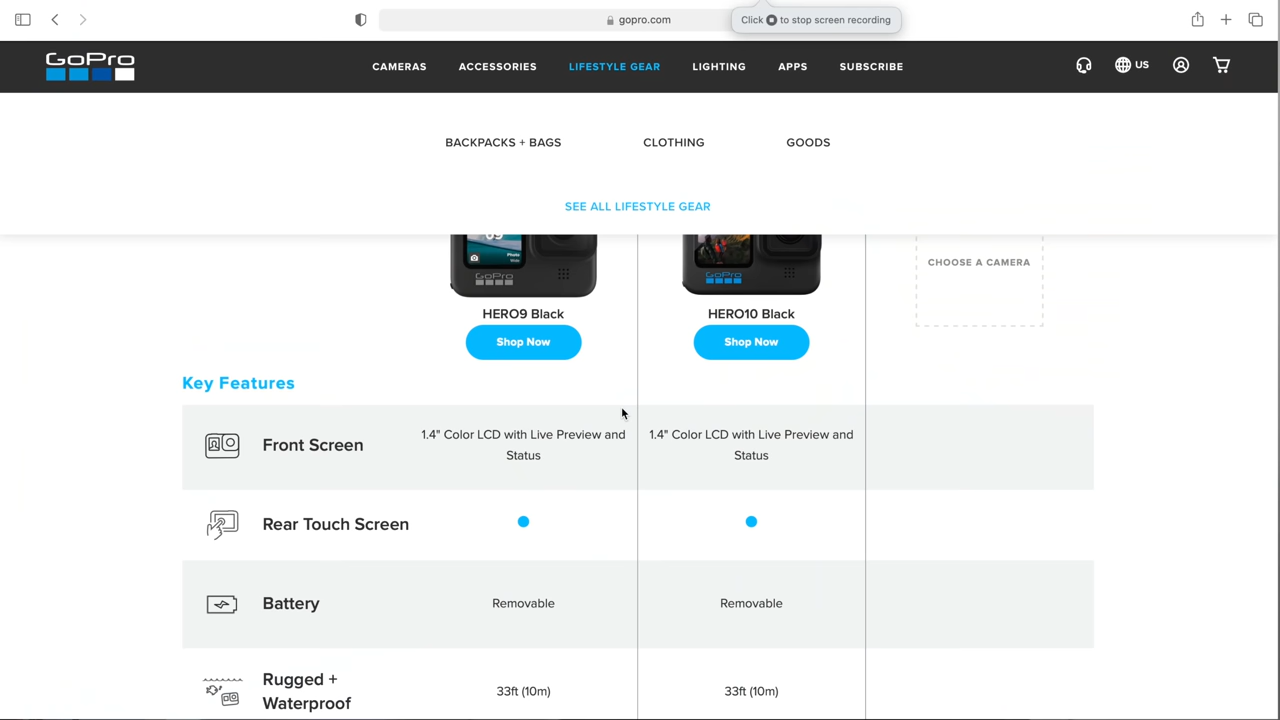 gopro.com
Click to stop screen recording
GoPro
CAMERAS ACCESSORIES LIFESTYLE GEAR LIGHTING APPS SUBSCRIBE
US
BACKPACKS + BAGS CLOTHING GOODS
SEE ALL LIFESTYLE GEAR
CHOOSE A CAMERA
Photo
GoPro
GoPro
HERO9 Black HERO10 Black
Shop Now Shop Now
Key Features
Front Screen
1.4" Color LCD with Live Preview and
Status
1.4" Color LCD with Live Preview and
Status
Rear Touch Screen
Battery Removable Removable
Rugged +
Waterproof
33ft (10m) 33ft (10m)